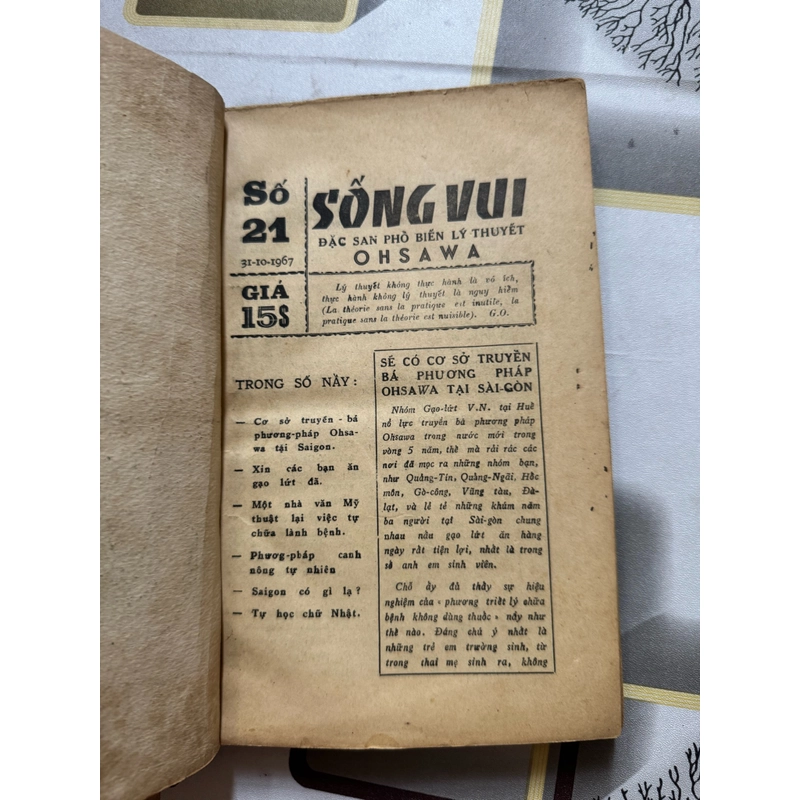 Số
21
31-10-1967
GIÁ
15$
SỐNG VUI
ĐẶC SAN PHỔ BIẾN LÝ THUYẾT
OHSAWA
Lý thuyết không thực hành là vô ích,
thực hành không lý thuyết là nguy hiểm
(La théorie sans la pratique est inutile, la
pratique sans la théorie est nuisible). G.O.
TRONG SỐ NẦY :
— Cơ sở truyền-bá
phương-pháp Ohsa-
wa tại Saigon.
— Xin các bạn ăn
gạo lứt đã.
— Một nhà văn Mỹ
thuật lại việc tự
chữa lành bệnh.
— Phương-pháp canh
nông tự nhiên
— Saigon có gì lạ ?
— Tự học chữ Nhật.
SẼ CÓ CƠ SỞ TRUYỀN
BÁ PHƯƠNG PHÁP
OHSAWA TẠI SÀI-GÒN
Nhóm Gạo-lứt V.N. tại Huế
nổ lực truyền bá phương pháp
Ohsawa trong nước mới trong
vòng 5 năm, thế mà rải rác các
nơi đã mọc ra những nhóm bạn,
như Quảng-Tín, Quảng-Ngãi, Hốc
môn, Gò-công, Vũng tàu, Đà-
lạt, và lẻ tẻ những khám năm
ba người tại Sài-gòn chung
nhau nấu gạo lứt ăn hàng
ngày rất tiện lợi, nhất là trong
số anh em sinh viên.
Chỗ ấy đã thấy sự hiệu
nghiệm của « phương triết lý chữa
bệnh không dùng thuốc » nầy như
thế nào. Đáng chú ý nhất là
những trẻ em trường sinh, từ
trong thai mẹ sinh ra, không